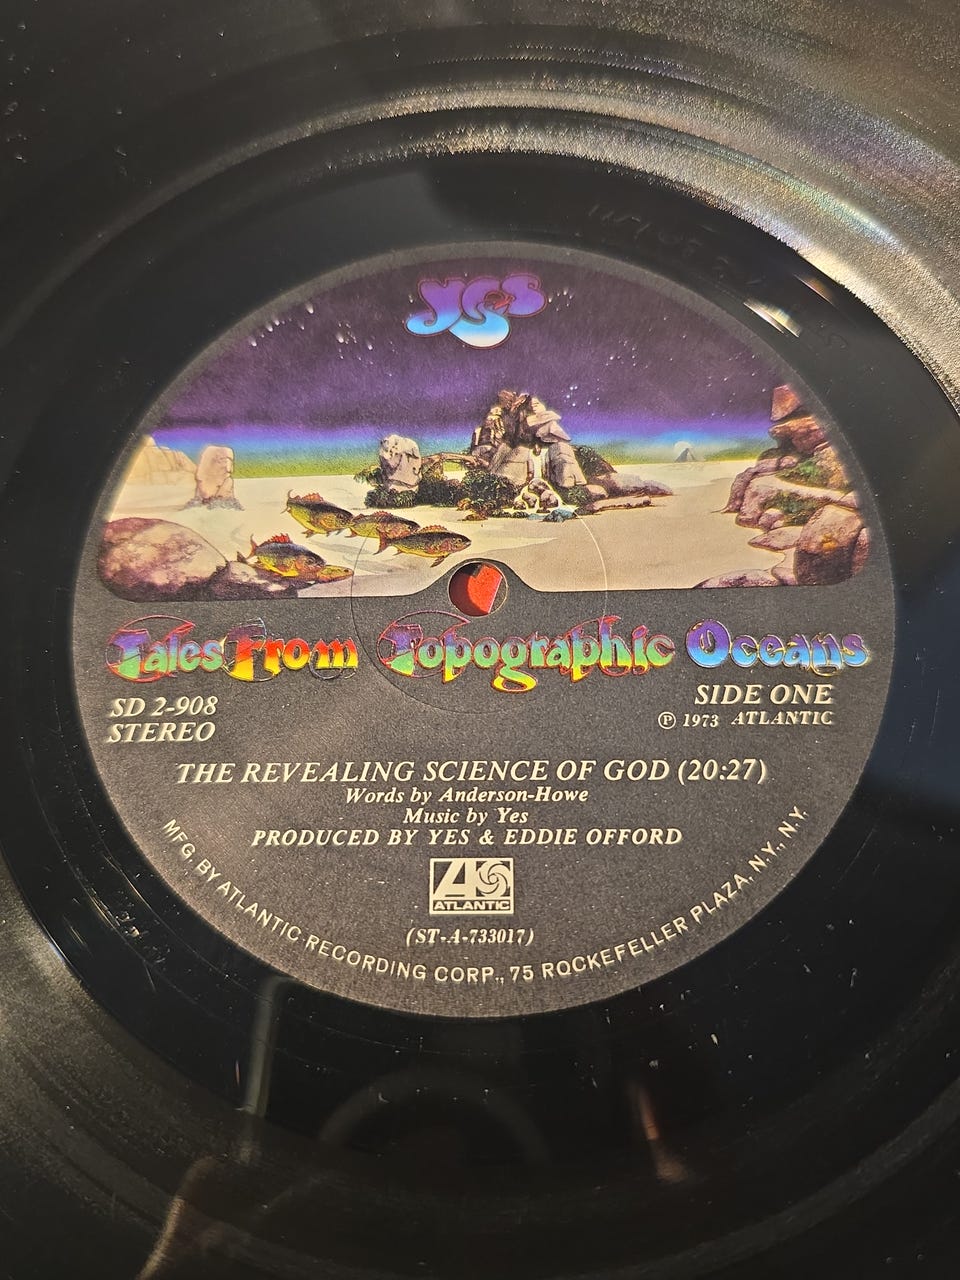 Yes
Tales From Topographic Oceans
SD 2-908
STEREO
SIDE ONE
Ⓟ 1973 ATLANTIC
THE REVEALING SCIENCE OF GOD (20:27)
Words by Anderson-Howe
Music by Yes
PRODUCED BY YES & EDDIE OFFORD
ATLANTIC
(ST-A-733017)
MFG. BY ATLANTIC RECORDING CORP., 75 ROCKEFELLER PLAZA, N.Y., N.Y.